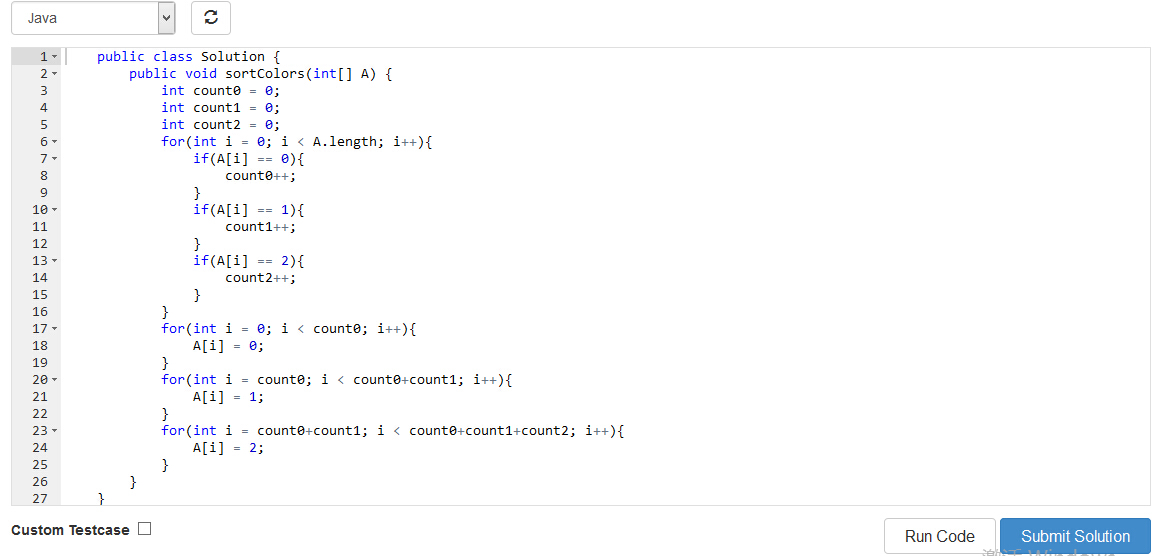 Java
1 public class Solution {
2 public void sortColors(int[] A) {
3 int count0 = 0;
4 int count1 = 0;
5 int count2 = 0;
6 for(int i = 0; i < A.length; i++){
7 if(A[i] == 0){
8 count0++;
9 }
10 if(A[i] == 1){
11 count1++;
12 }
13 if(A[i] == 2){
14 count2++;
15 }
16 }
17 for(int i = 0; i < count0; i++){
18 A[i] = 0;
19 }
20 for(int i = count0; i < count0+count1; i++){
21 A[i] = 1;
22 }
23 for(int i = count0+count1; i < count0+count1+count2; i++){
24 A[i] = 2;
25 }
26 }
27 }
Custom Testcase
Run Code
Submit Solution